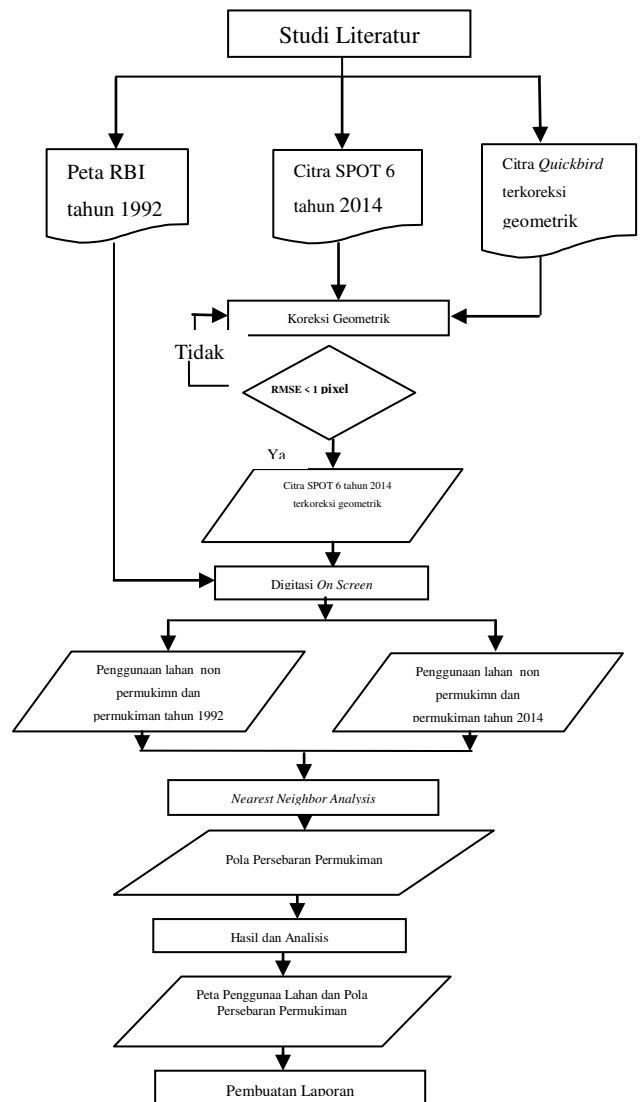 Studi Literatur
Peta RBI
tahun 1992
Citra SPOT 6
tahun 2014
Citra Quickbird
terkoreksi
geometrik
Koreksi Geometrik
Tidak
RMSE < 1 pixel
Ya
Citra SPOT 6 tahun 2014
terkoreksi geometrik
Digitasi On Screen
Penggunaan lahan non
permukimn dan
permukiman tahun 1992
Penggunaan lahan non
permukimn dan
permukiman tahun 2014
Nearest Neighbor Analysis
Pola Persebaran Permukiman
Hasil dan Analisis
Peta Penggunaa Lahan dan Pola
Persebaran Permukiman
Pembuatan Laporan